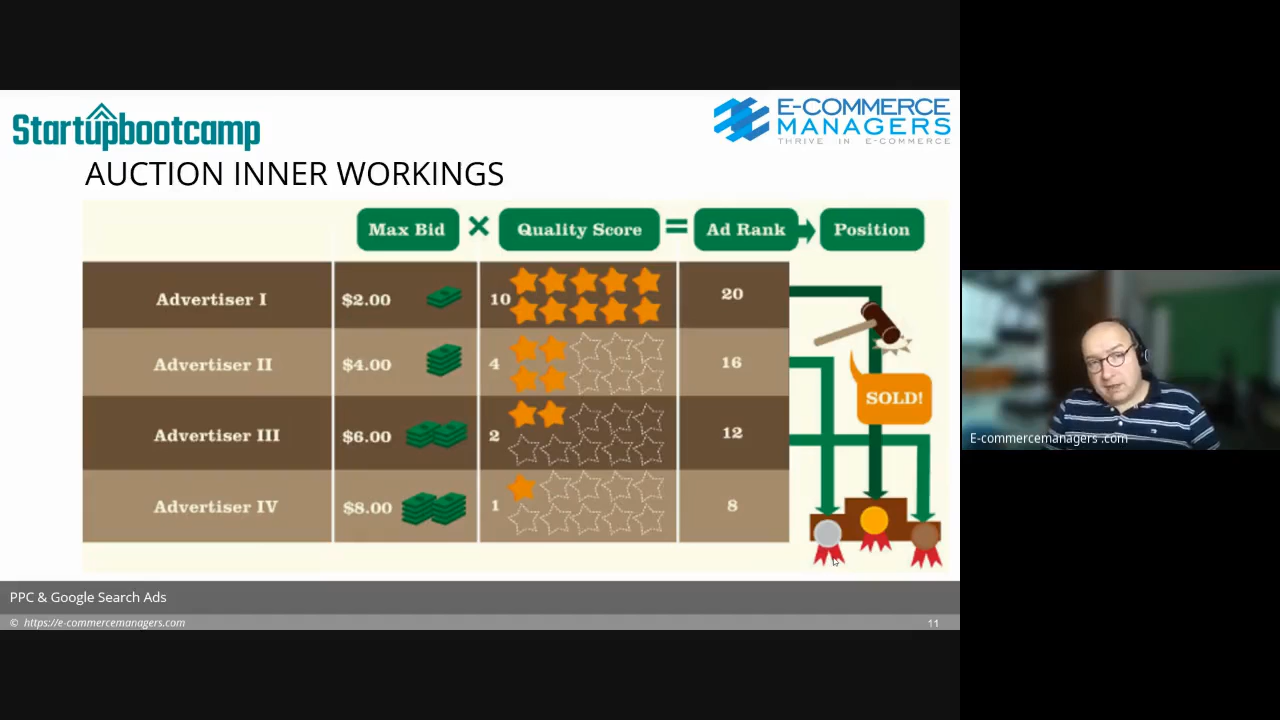 Startupbootcamp
E-COMMERCE
MANAGERS
THRIVE IN E-COMMERCE
AUCTION INNER WORKINGS
Max Bid × Quality Score = Ad Rank Position
Advertiser I $2.00 10 20
Advertiser II $4.00 4 16
SOLD!
Advertiser III $6.00 2 12
Advertiser IV $8.00 1 8
E-commercemanagers .com
PPC & Google Search Ads
© https://e-commercemanagers.com 11